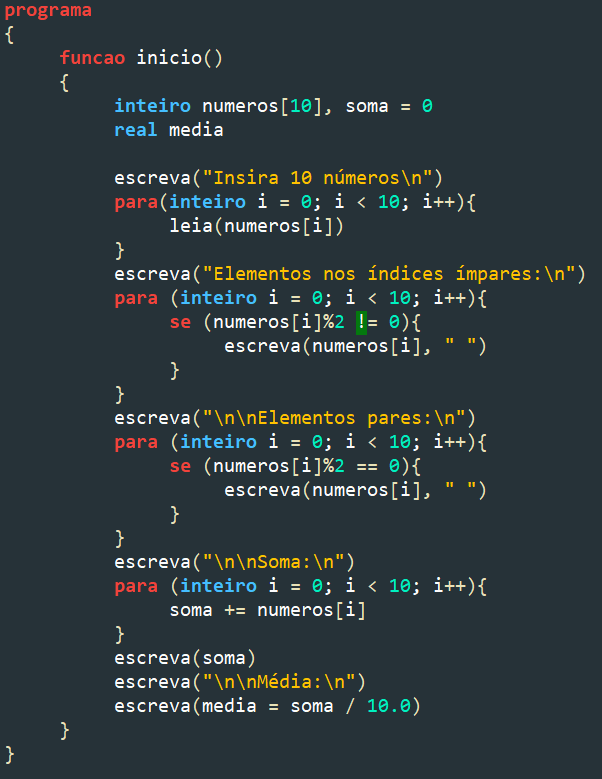 programa
{
     funcao inicio()
     {
          inteiro numeros[10], soma = 0
          real media

          escreva("Insira 10 números\n")
          para(inteiro i = 0; i < 10; i++){
               leia(numeros[i])
          }
          escreva("Elementos nos índices ímpares:\n")
          para (inteiro i = 0; i < 10; i++){
               se (numeros[i]%2 != 0){
                    escreva(numeros[i], " ")
               }
          }
          escreva("\n\nElementos pares:\n")
          para (inteiro i = 0; i < 10; i++){
               se (numeros[i]%2 == 0){
                    escreva(numeros[i], " ")
               }
          }
          escreva("\n\nSoma:\n")
          para (inteiro i = 0; i < 10; i++){
               soma += numeros[i]
          }
          escreva(soma)
          escreva("\n\nMédia:\n")
          escreva(media = soma / 10.0)
     }
}